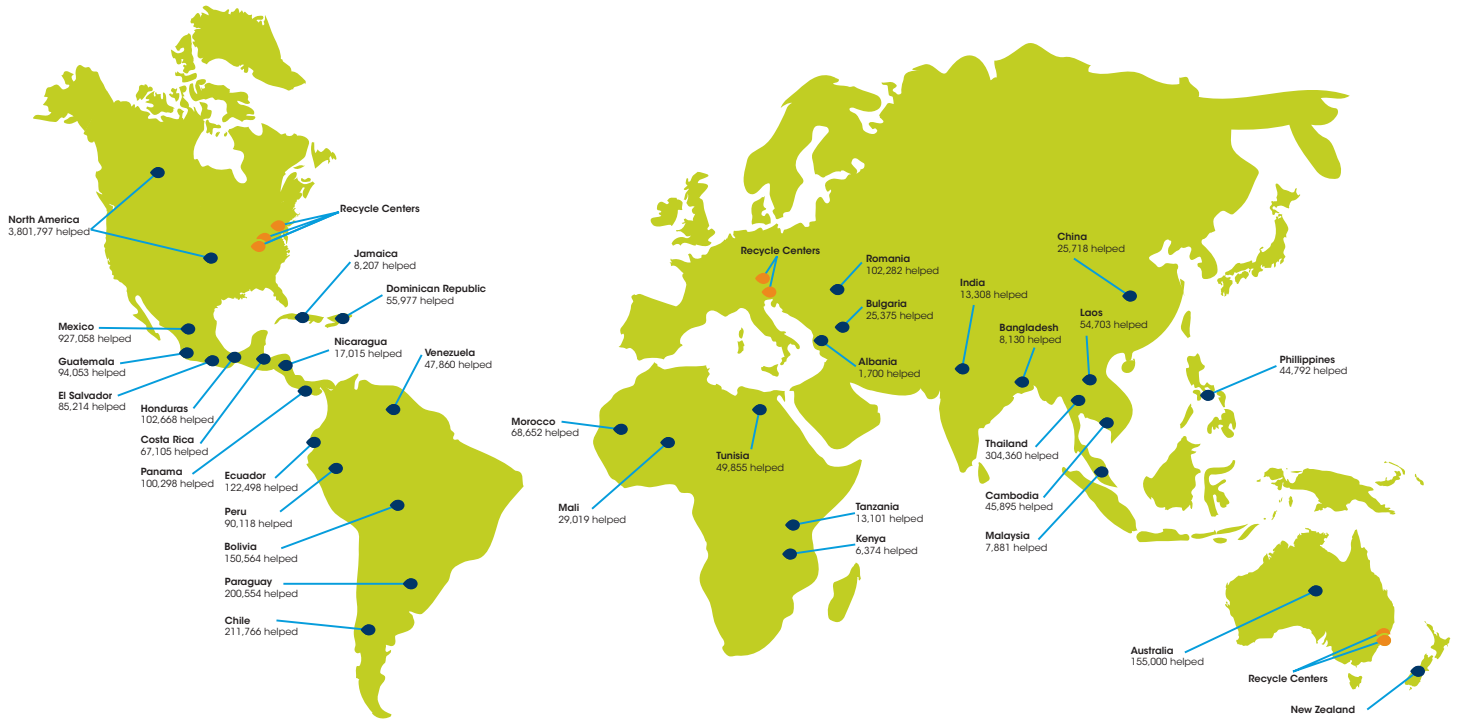 North America
3,801,797 helped
Recycle Centers
Jamaica
8,207 helped
Dominican Republic
55,977 helped
Mexico
927,058 helped
Guatemala
94,053 helped
El Salvador
85,214 helped
Honduras
102,668 helped
Costa Rica
67,105 helped
Panama
100,298 helped
Nicaragua
17,015 helped
Venezuela
47,860 helped
Ecuador
122,498 helped
Peru
90,118 helped
Bolivia
150,564 helped
Paraguay
200,554 helped
Chile
211,766 helped
Recycle Centers
Romania
102,282 helped
Bulgaria
25,375 helped
Albania
1,700 helped
Morocco
68,652 helped
Mali
29,019 helped
Tunisia
49,855 helped
Tanzania
13,101 helped
Kenya
6,374 helped
India
13,308 helped
Bangladesh
8,130 helped
China
25,718 helped
Laos
54,703 helped
Thailand
304,360 helped
Cambodia
45,895 helped
Malaysia
7,881 helped
Phillippines
44,792 helped
Australia
155,000 helped
Recycle Centers
New Zealand